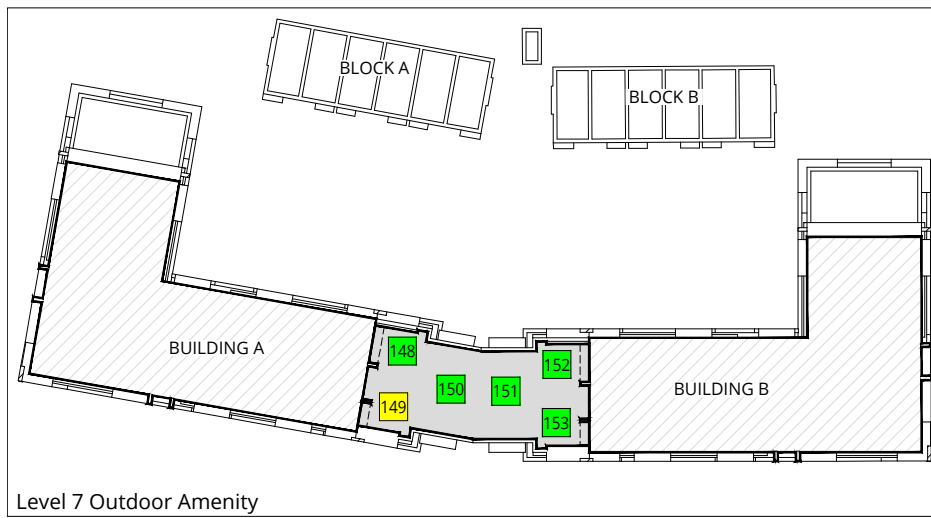 BLOCK A
BLOCK B
BUILDING A
148
152
150
151
BUILDING B
149
153
Level 7 Outdoor Amenity